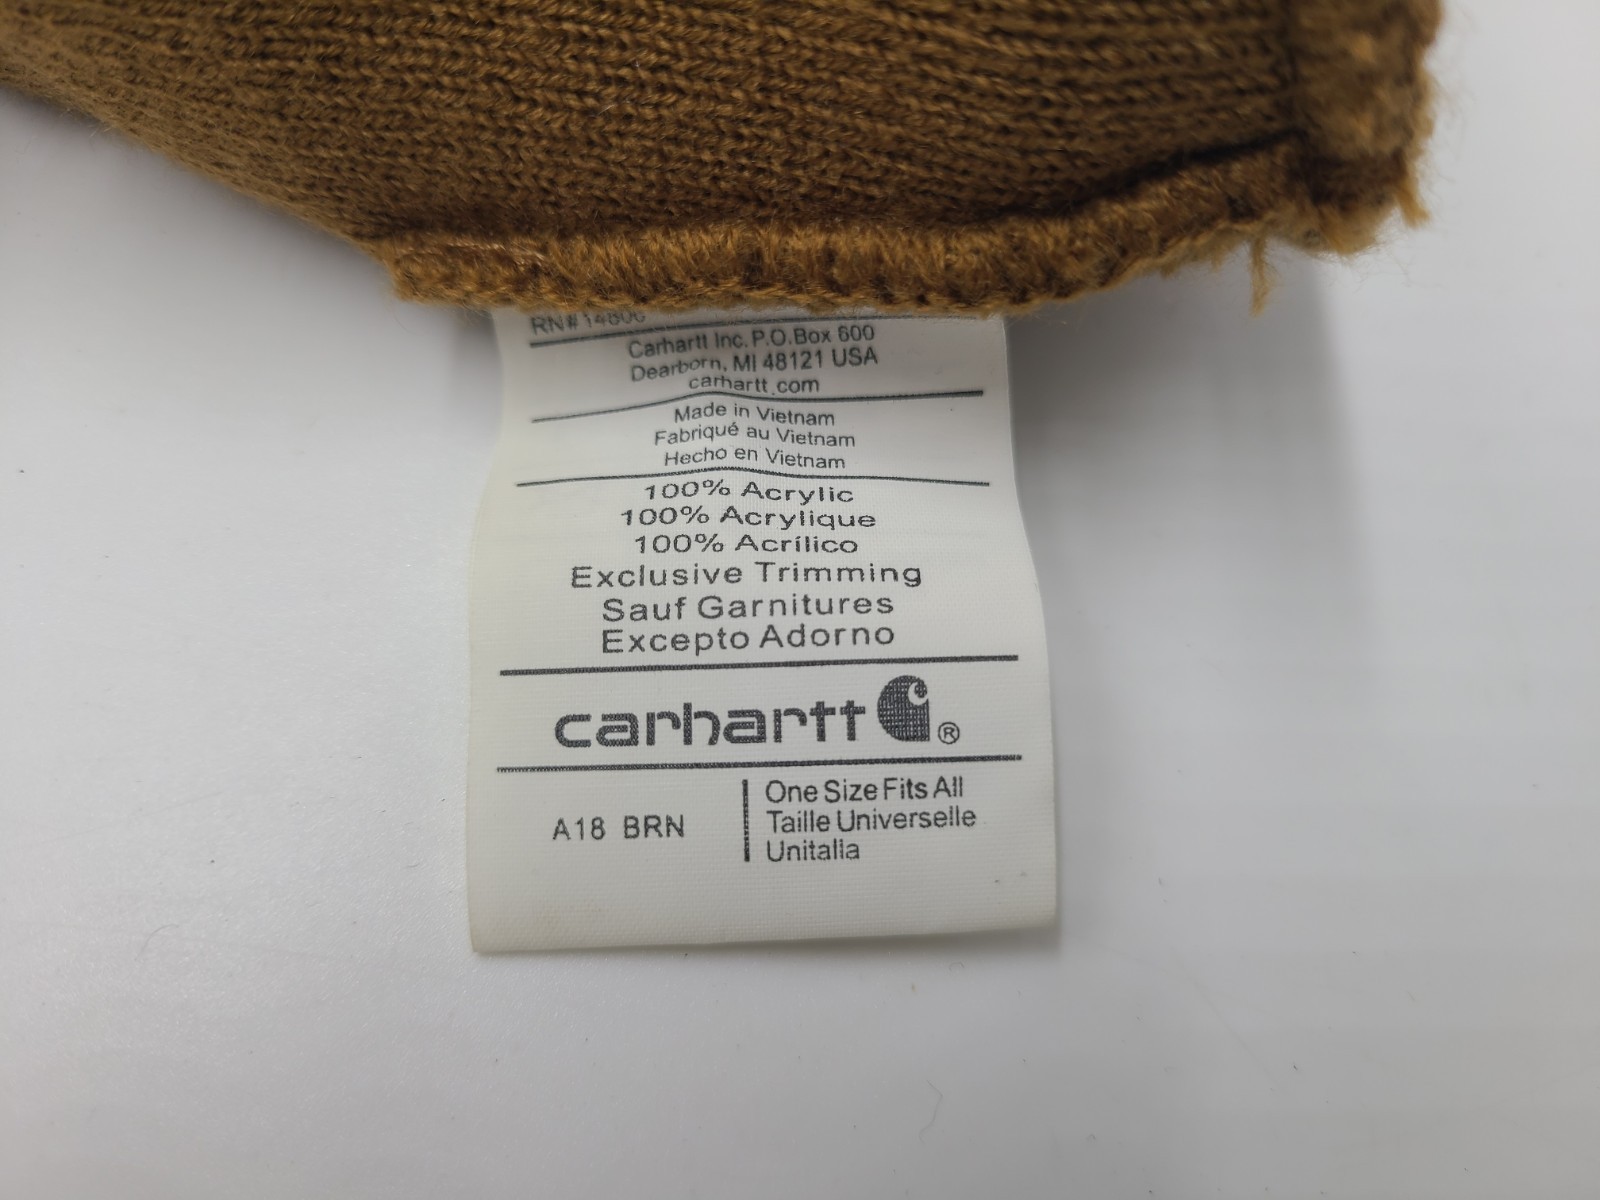 RN#14806
Carhartt Inc. P.O.Box 600
Dearborn, MI 48121 USA
carhartt.com
Made in Vietnam
Fabriqué au Vietnam
Hecho en Vietnam
100% Acrylic
100% Acrylique
100% Acrílico
Exclusive Trimming
Sauf Garnitures
Excepto Adorno
carhartt ®
A18 BRN
One Size Fits All
Taille Universelle
Unitalia